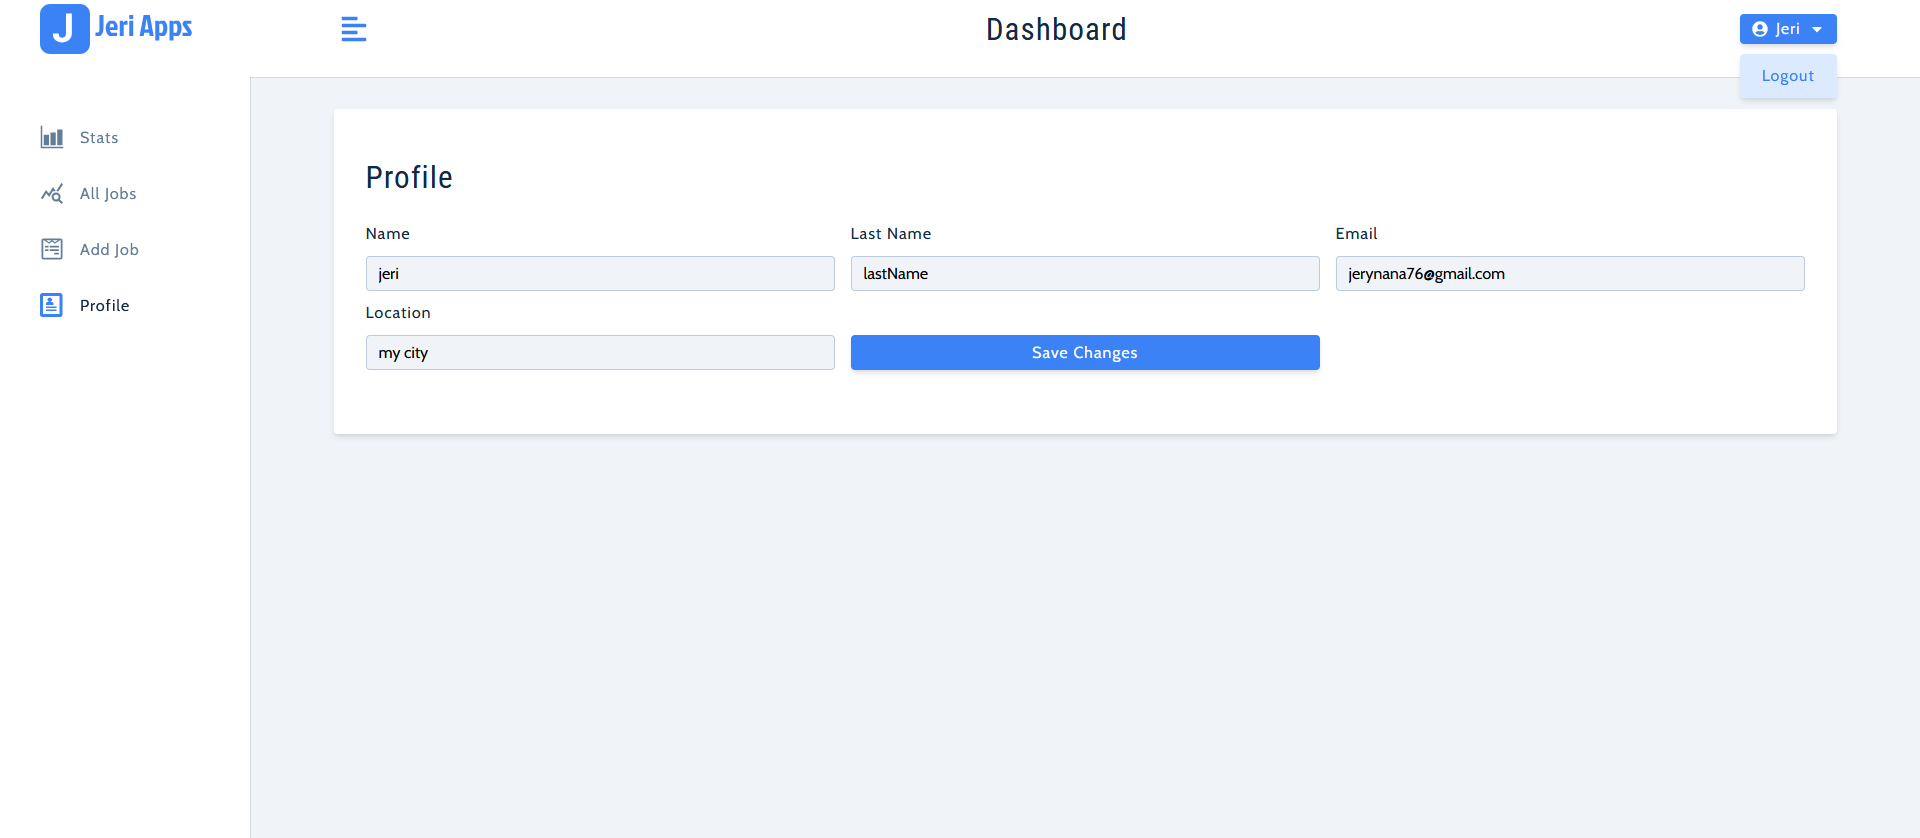 J Jeri Apps
Dashboard
Jeri
Logout
Stats
All Jobs
Add Job
Profile
Profile
Name
Last Name
Email
jeri
lastName
jerynana76@gmail.com
Location
my city
Save Changes